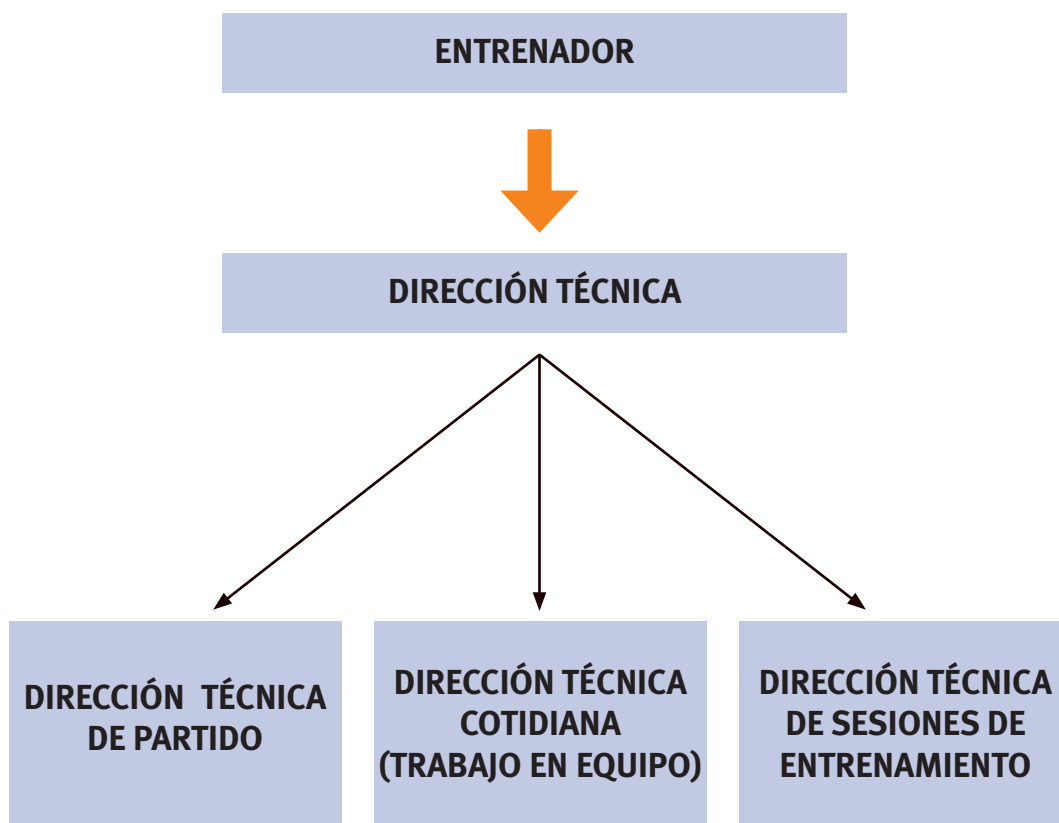 ENTRENADOR
DIRECCIÓN TÉCNICA
DIRECCIÓN TÉCNICA
DE PARTIDO
DIRECCIÓN TÉCNICA
COTIDIANA
(TRABAJO EN EQUIPO)
DIRECCIÓN TÉCNICA
DE SESIONES DE
ENTRENAMIENTO